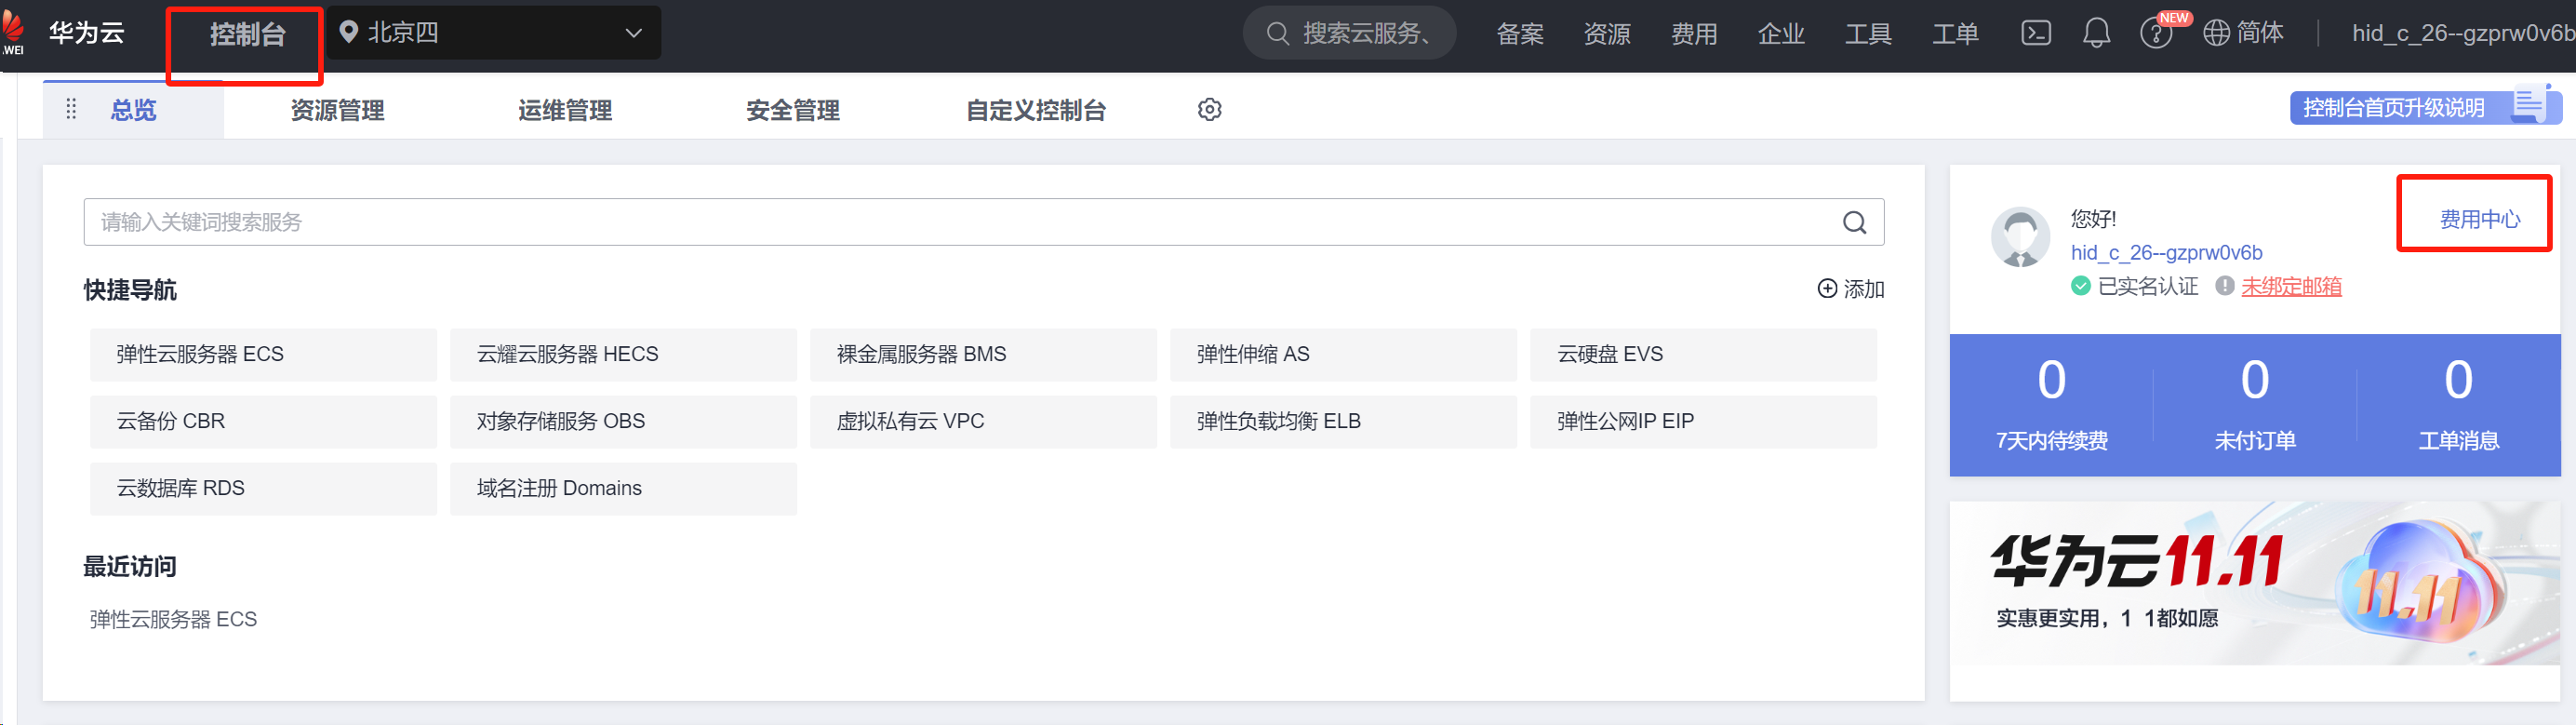 WEI
华为云
控制台
北京四
搜索云服务、
备案
资源
费用
企业
工具
工单
NEW
简体
hid_c_26--gzprw0v6b
总览
资源管理
运维管理
安全管理
自定义控制台
控制台首页升级说明
请输入关键词搜索服务
快捷导航
添加
弹性云服务器 ECS
云耀云服务器 HECS
裸金属服务器 BMS
弹性伸缩 AS
云硬盘 EVS
云备份 CBR
对象存储服务 OBS
虚拟私有云 VPC
弹性负载均衡 ELB
弹性公网IP EIP
云数据库 RDS
域名注册 Domains
最近访问
弹性云服务器 ECS
您好!
费用中心
hid_c_26--gzprw0v6b
已实名认证
未绑定邮箱
0
0
0
7天内待续费
未付订单
工单消息
华为云11.11
实惠更实用，1 1都如愿
11.11